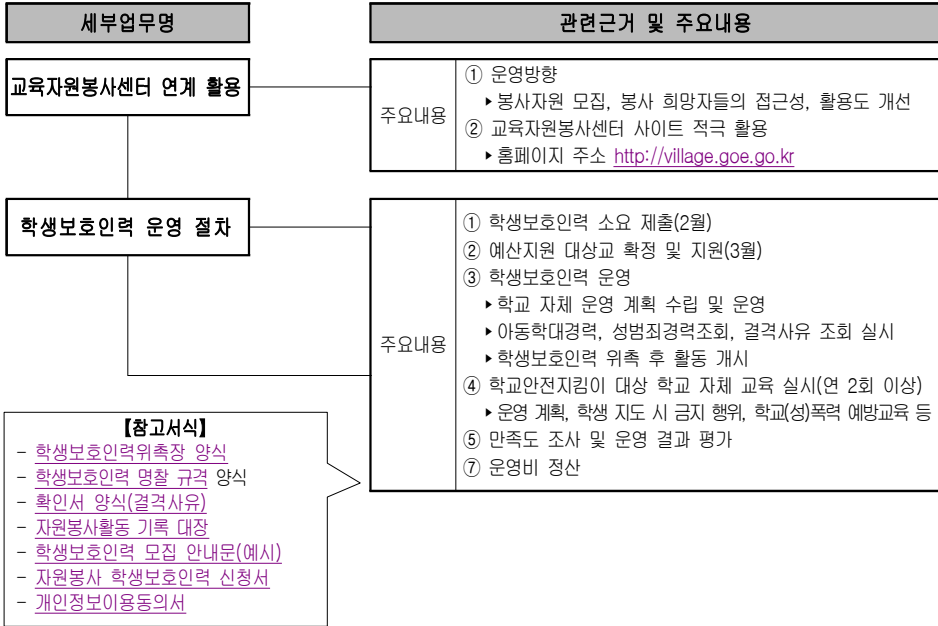 세부업무명
관련근거 및 주요내용
교육자원봉사센터 연계 활용
주요내용
① 운영방향
▸봉사자원 모집, 봉사 희망자들의 접근성, 활용도 개선
② 교육자원봉사센터 사이트 적극 활용
▸홈페이지 주소 http://village.goe.go.kr
학생보호인력 운영 절차
주요내용
① 학생보호인력 소요 제출(2월)
② 예산지원 대상교 확정 및 지원(3월)
③ 학생보호인력 운영
▸학교 자체 운영 계획 수립 및 운영
▸아동학대경력, 성범죄경력조회, 결격사유 조회 실시
▸학생보호인력 위촉 후 활동 개시
④ 학교안전지킴이 대상 학교 자체 교육 실시(연 2회 이상)
▸운영 계획, 학생 지도 시 금지 행위, 학교(성)폭력 예방교육 등
⑤ 만족도 조사 및 운영 결과 평가
⑦ 운영비 정산
【참고서식】
- 학생보호인력위촉장 양식
- 학생보호인력 명찰 규격 양식
- 확인서 양식(결격사유)
- 자원봉사활동 기록 대장
- 학생보호인력 모집 안내문(예시)
- 자원봉사 학생보호인력 신청서
- 개인정보이용동의서